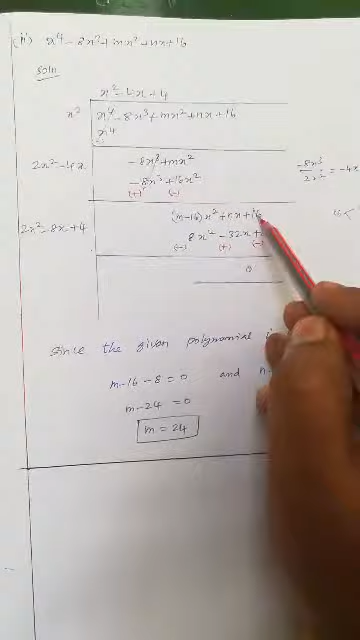 (ii) x⁴ - 8x³ + mx² + nx + 16
Soln
x² - 4x + 4
x² x⁴ - 8x³ + mx² + nx + 16
x⁴
(-)
2x² - 4x -8x³ + mx²
-8x³ + 16x²
(+) (-)
-8x³/2x² = -4x
2x² - 8x + 4 (m-16)x² + nx + 16
8x² - 32x +
(-) (+) (-)
0
since the given polynomial
m-16-8 = 0 and n-
m-24 = 0
m = 24